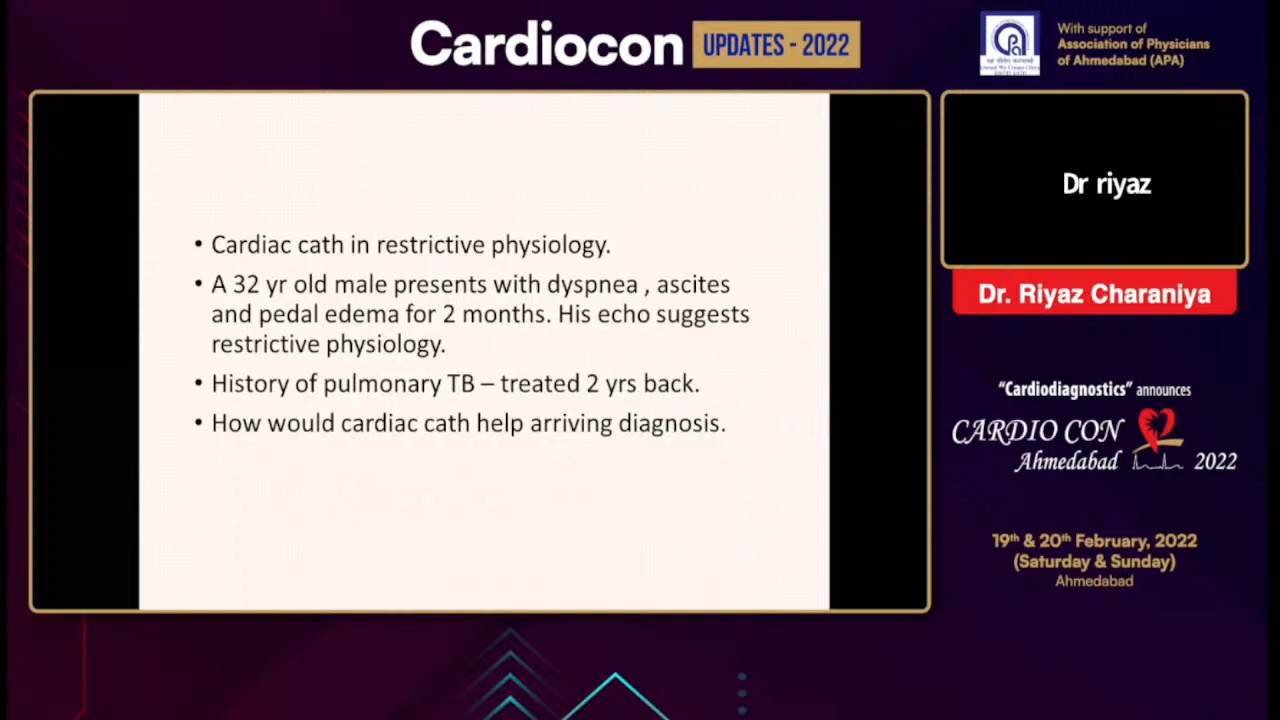 Cardiocon UPDATES - 2022
With support of
Association of Physicians
of Ahmedabad (APA)
• Cardiac cath in restrictive physiology.
• A 32 yr old male presents with dyspnea , ascites
and pedal edema for 2 months. His echo suggests
restrictive physiology.
• History of pulmonary TB – treated 2 yrs back.
• How would cardiac cath help arriving diagnosis.
Dr riyaz
Dr. Riyaz Charaniya
“Cardiodiagnostics” announces
CARDIO CON
Ahmedabad 2022
19th & 20th February, 2022
(Saturday & Sunday)
Ahmedabad